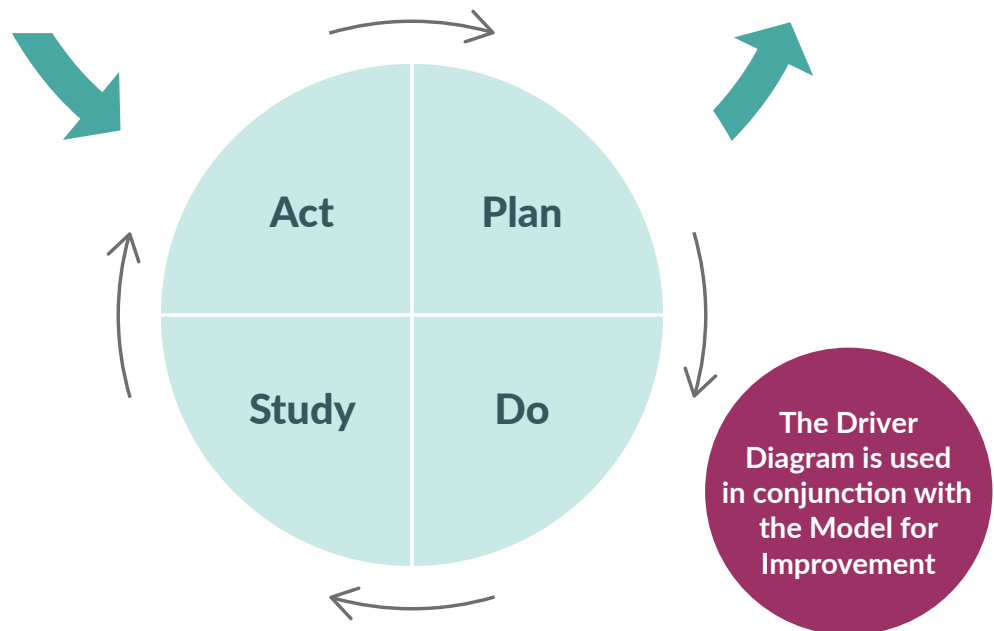 Act
Plan
Study
Do
The Driver
Diagram is used
in conjunction with
the Model for
Improvement